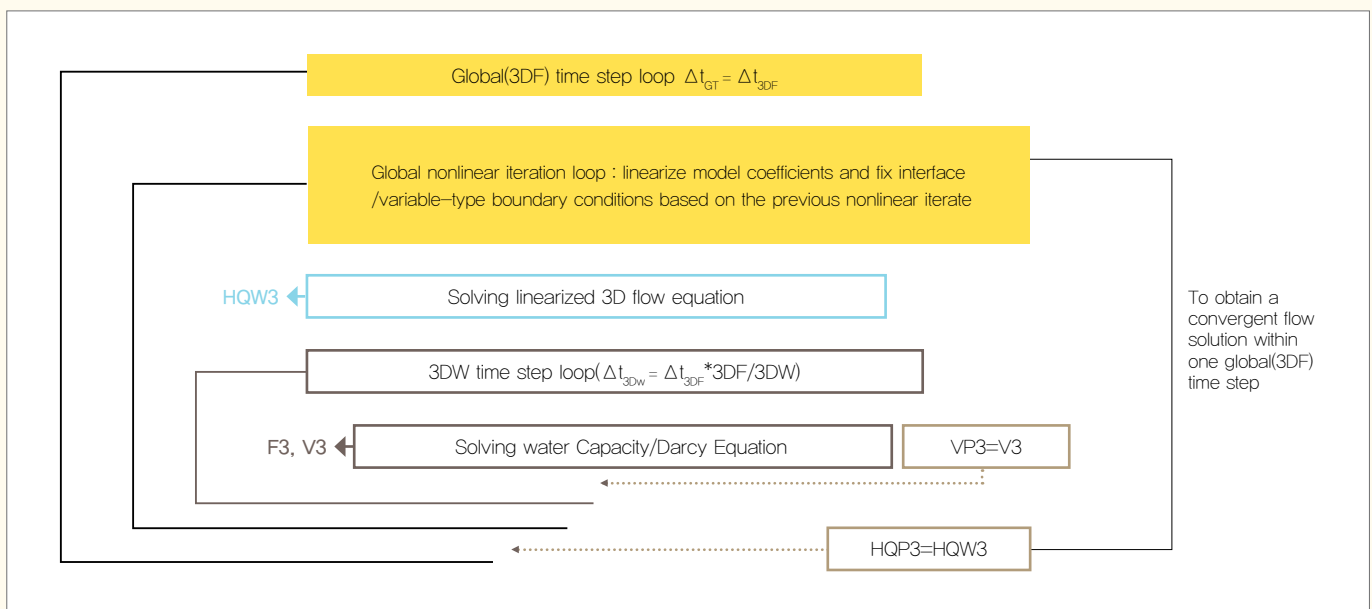 Global(3DF) time step loop Δt_GT = Δt_3DF
Global nonlinear iteration loop : linearize model coefficients and fix interface
/variable−type boundary conditions based on the previous nonlinear iterate
HQW3
Solving linearized 3D flow equation
To obtain a
convergent flow
solution within
one global(3DF)
time step
3DW time step loop(Δt_3Dw = Δt_3DF*3DF/3DW)
F3, V3
Solving water Capacity/Darcy Equation
VP3=V3
HQP3=HQW3